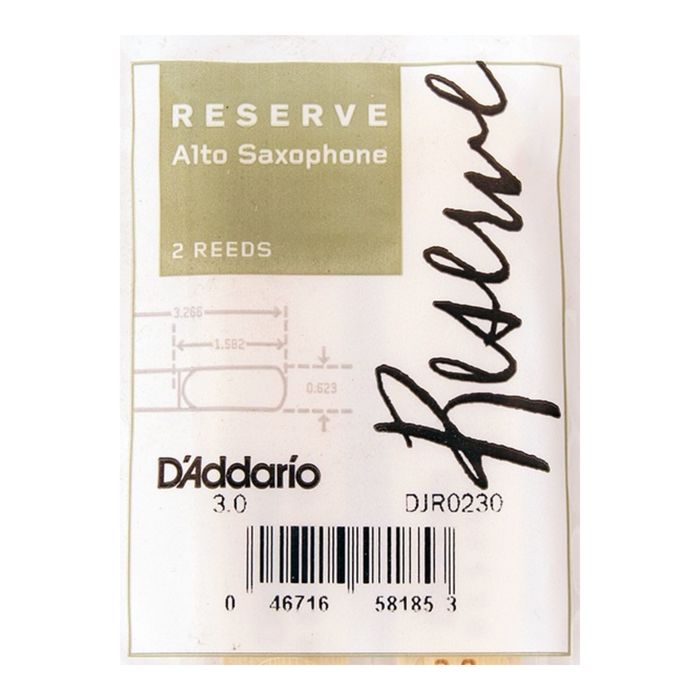 RESERVE
Alto Saxophone
2 REEDS
Reserve
3.266
1.582
0.623
D'Addario
3.0
DJR0230
0 46716 58185 3